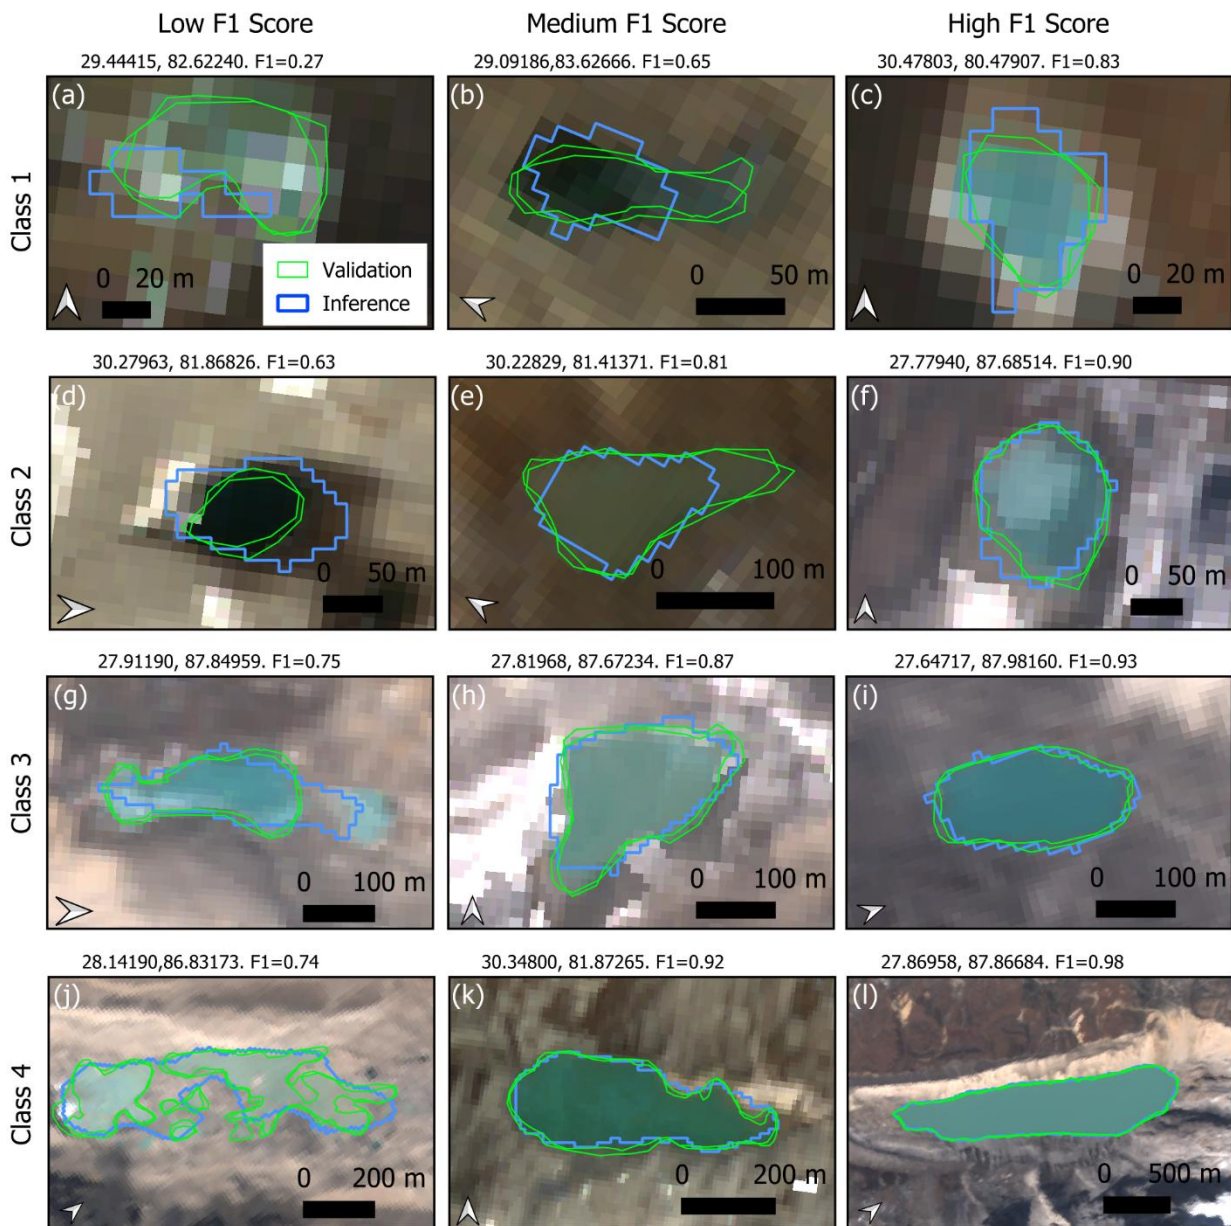 Low F1 Score
Medium F1 Score
High F1 Score
29.44415, 82.62240. F1=0.27
29.09186,83.62666. F1=0.65
30.47803, 80.47907. F1=0.83
Class 1
(a)
0 20 m
Validation
Inference
(b)
0 50 m
(c)
0 20 m
30.27963, 81.86826. F1=0.63
30.22829, 81.41371. F1=0.81
27.77940, 87.68514. F1=0.90
Class 2
(d)
0 50 m
(e)
0 100 m
(f)
0 50 m
27.91190, 87.84959. F1=0.75
27.81968, 87.67234. F1=0.87
27.64717, 87.98160. F1=0.93
Class 3
(g)
0 100 m
(h)
0 100 m
(i)
0 100 m
28.14190,86.83173. F1=0.74
30.34800, 81.87265. F1=0.92
27.86958, 87.86684. F1=0.98
Class 4
(j)
0 200 m
(k)
0 200 m
(l)
0 500 m